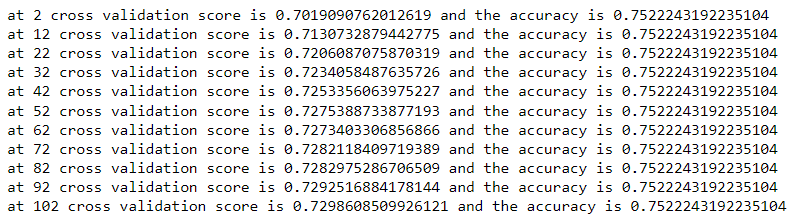 at 2 cross validation score is 0.7019090762012619 and the accuracy is 0.7522243192235104
at 12 cross validation score is 0.7130732879442775 and the accuracy is 0.7522243192235104
at 22 cross validation score is 0.7206087075870319 and the accuracy is 0.7522243192235104
at 32 cross validation score is 0.7234058487635726 and the accuracy is 0.7522243192235104
at 42 cross validation score is 0.7253356063975227 and the accuracy is 0.7522243192235104
at 52 cross validation score is 0.7275388733877193 and the accuracy is 0.7522243192235104
at 62 cross validation score is 0.7273403306856866 and the accuracy is 0.7522243192235104
at 72 cross validation score is 0.7282118409719389 and the accuracy is 0.7522243192235104
at 82 cross validation score is 0.7282975286706509 and the accuracy is 0.7522243192235104
at 92 cross validation score is 0.7292516884178144 and the accuracy is 0.7522243192235104
at 102 cross validation score is 0.7298608509926121 and the accuracy is 0.7522243192235104